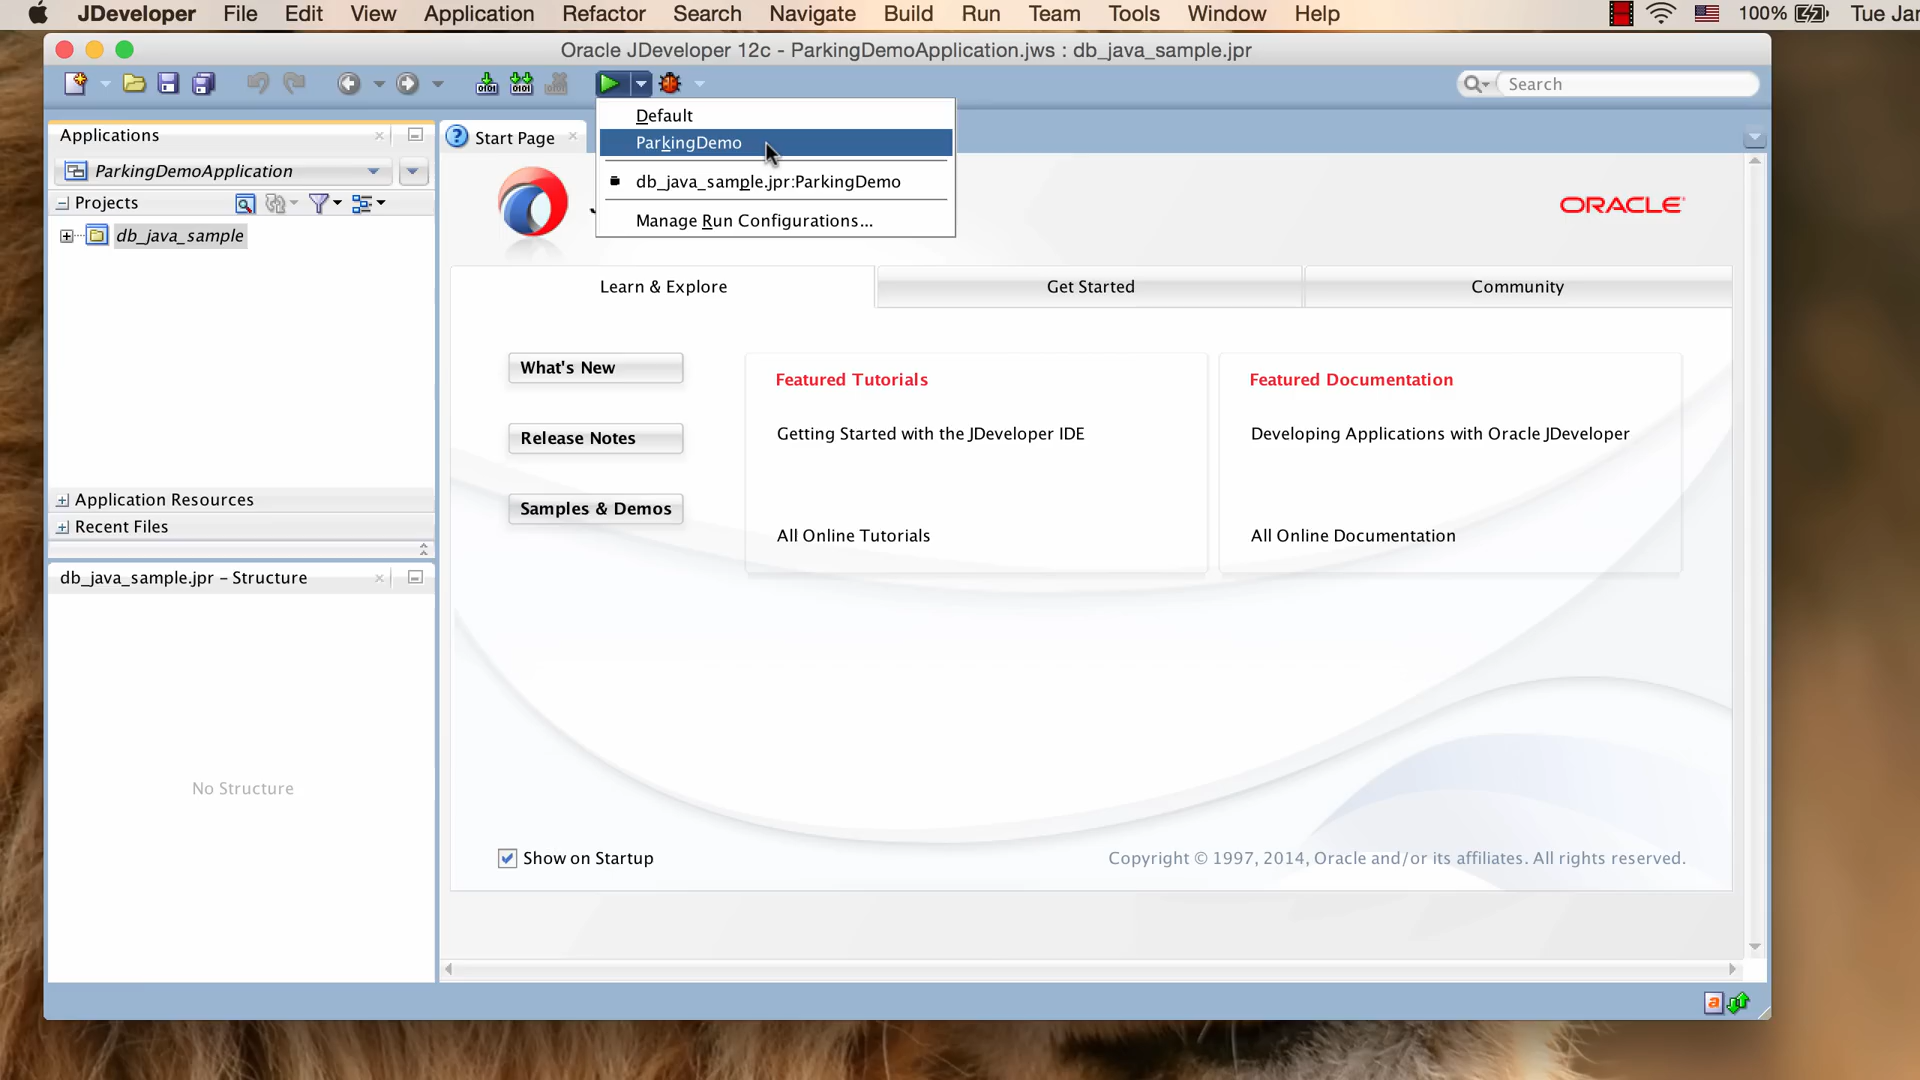 JDeveloper File Edit View Application Refactor Search Navigate Build Run Team Tools Window Help 100% Tue Jan
Oracle JDeveloper 12c - ParkingDemoApplication.jws : db_java_sample.jpr
Search
Default
ParkingDemo
db_java_sample.jpr:ParkingDemo
Manage Run Configurations...
Applications
ParkingDemoApplication
Projects
db_java_sample
Application Resources
Recent Files
db_java_sample.jpr - Structure
No Structure
Start Page
ORACLE
Learn & Explore
Get Started
Community
What's New
Release Notes
Samples & Demos
Featured Tutorials
Getting Started with the JDeveloper IDE
All Online Tutorials
Featured Documentation
Developing Applications with Oracle JDeveloper
All Online Documentation
Show on Startup
Copyright © 1997, 2014, Oracle and/or its affiliates. All rights reserved.